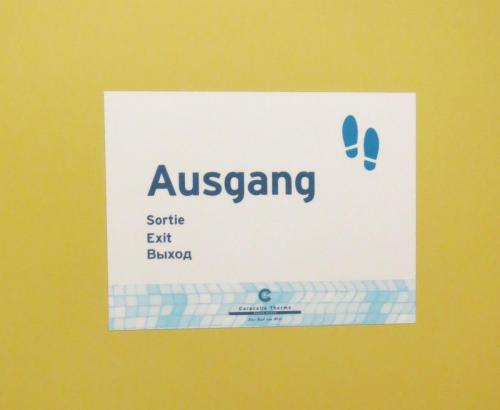 Ausgang
Sortie
Exit
Выход
Caracalla Therme